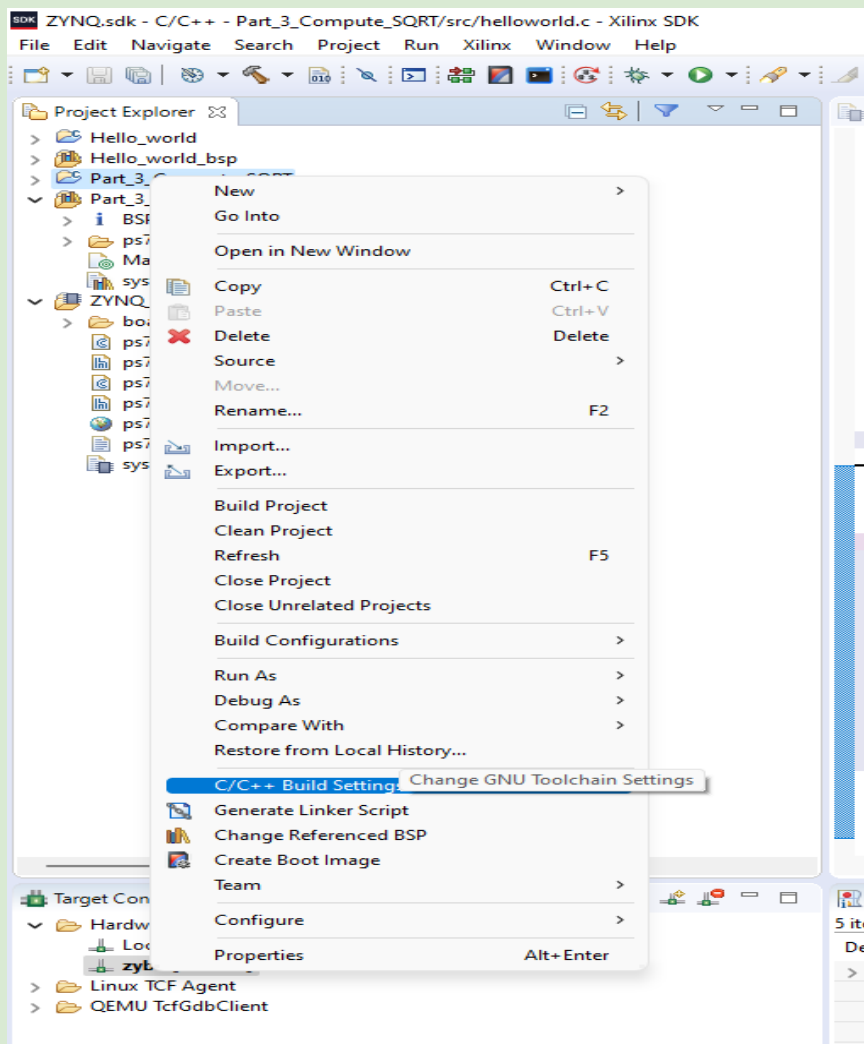 SDK ZYNQ.sdk - C/C++ - Part_3_Compute_SQRT/src/helloworld.c - Xilinx SDK
File Edit Navigate Search Project Run Xilinx Window Help
010
Project Explorer
Hello_world
Hello_world_bsp
Part_3_Compute_SQRT
Part_3_
BSP
ps7
Ma
sys
ZYNQ_
boa
ps7
ps7
ps7
ps7
ps7
ps7
sys
New
Go Into
Open in New Window
Copy Ctrl+C
Paste Ctrl+V
Delete Delete
Source
Move...
Rename... F2
Import...
Export...
Build Project
Clean Project
Refresh F5
Close Project
Close Unrelated Projects
Build Configurations
Run As
Debug As
Compare With
Restore from Local History...
C/C++ Build Settings
Change GNU Toolchain Settings
Generate Linker Script
Change Referenced BSP
Create Boot Image
Team
Configure
Properties Alt+Enter
Target Con
Hardw
Loc
zyb
Linux TCF Agent
QEMU TcfGdbClient
5 ite
De